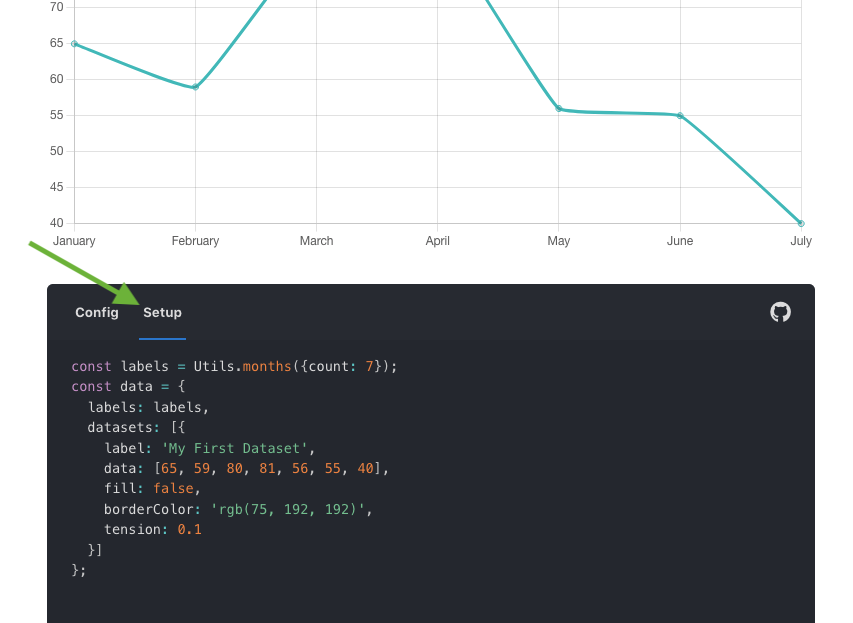 70
65
60
55
50
45
40
January February March April May June July
Config Setup
const labels = Utils.months({count: 7});
const data = {
  labels: labels,
  datasets: [{
    label: 'My First Dataset',
    data: [65, 59, 80, 81, 56, 55, 40],
    fill: false,
    borderColor: 'rgb(75, 192, 192)',
    tension: 0.1
  }]
};